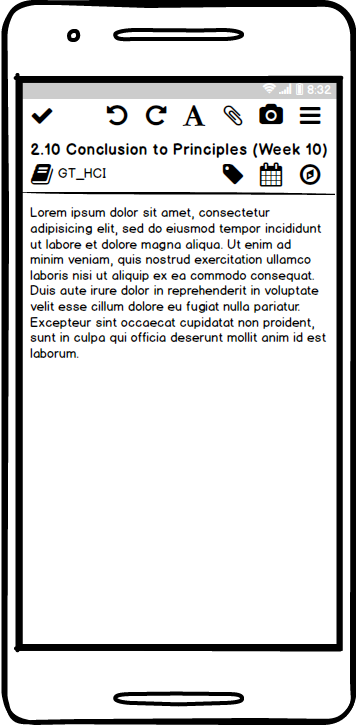 8:32
A
2.10 Conclusion to Principles (Week 10)
GT_HCI
Lorem ipsum dolor sit amet, consectetur
adipisicing elit, sed do eiusmod tempor incididunt
ut labore et dolore magna aliqua. Ut enim ad
minim veniam, quis nostrud exercitation ullamco
laboris nisi ut aliquip ex ea commodo consequat.
Duis aute irure dolor in reprehenderit in voluptate
velit esse cillum dolore eu fugiat nulla pariatur.
Excepteur sint occaecat cupidatat non proident,
sunt in culpa qui officia deserunt mollit anim id est
laborum.